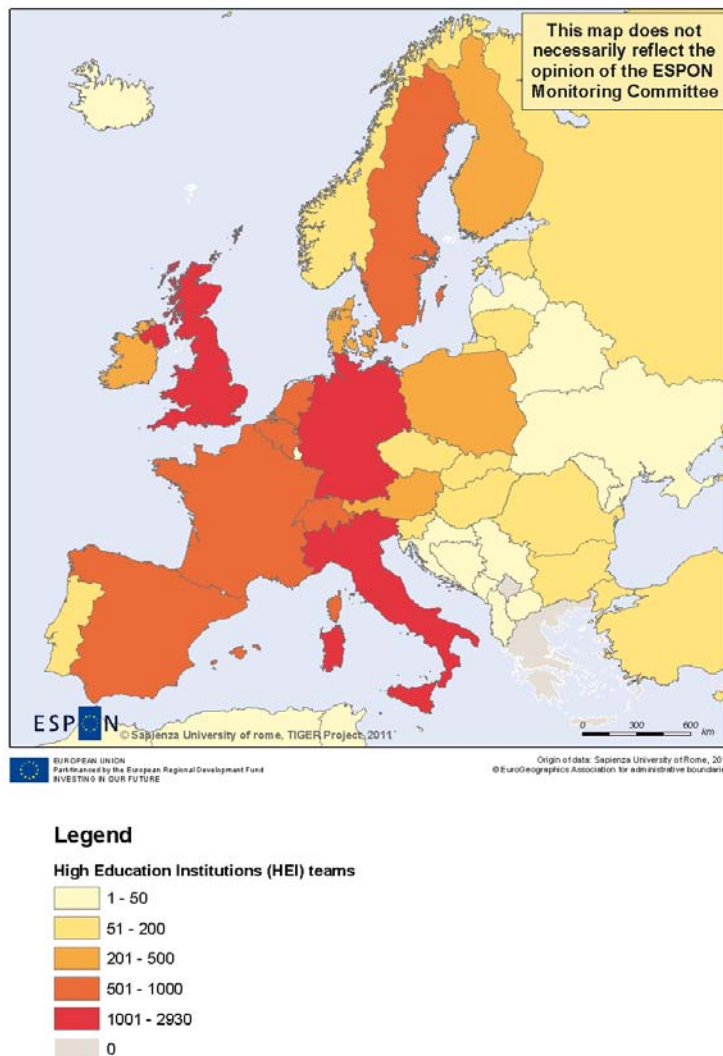 This map does not
necessarily reflect the
opinion of the ESPON
Monitoring Committee
ESPON
© Sapienza University of rome, TIGER Project, 2011
0 300 600
km
EUROPEAN UNION
Part-financed by the European Regional Development Fund
INVESTING IN OUR FUTURE
Origin of data: Sapienza University of Rome, 20
© EuroGeographics Association for administrative
Legend
High Education Institutions (HEI) teams
1 - 50
51 - 200
201 - 500
501 - 1000
1001 - 2930
0